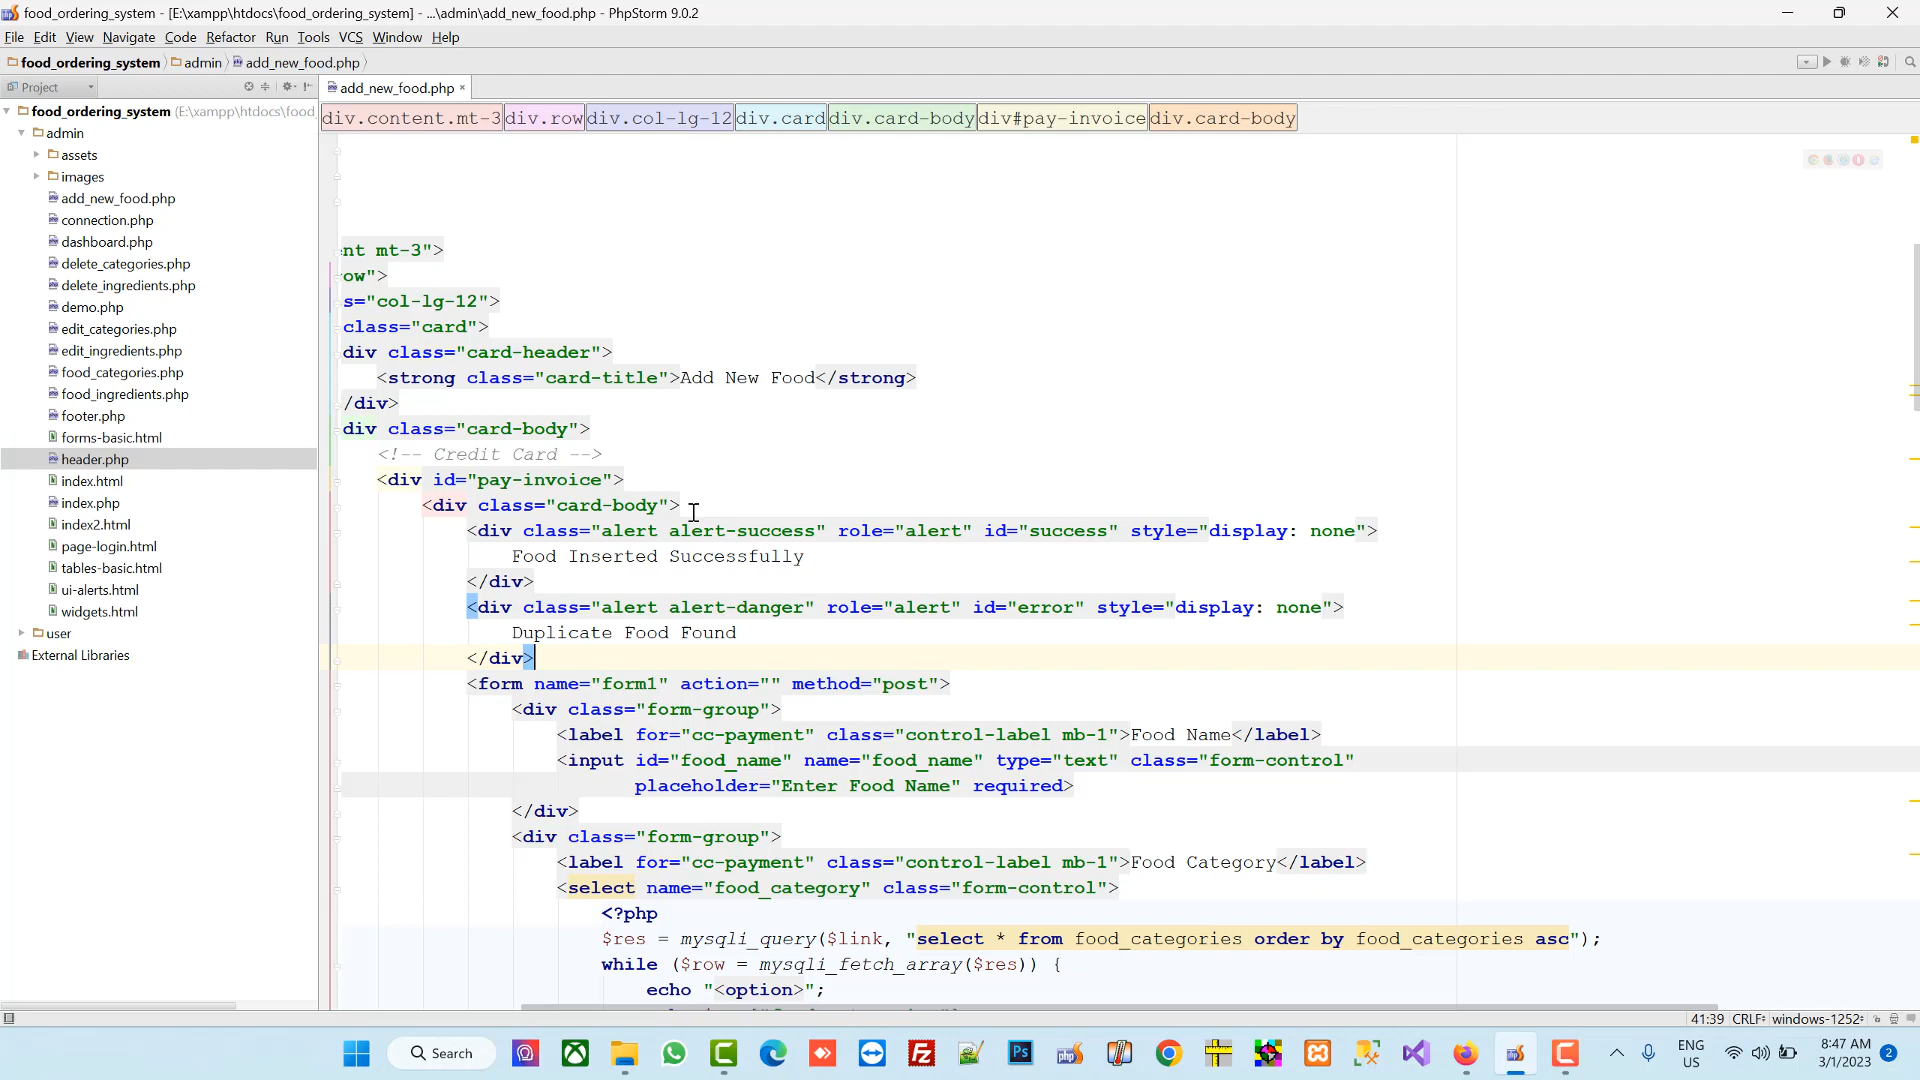 food_ordering_system - [E:\xampp\htdocs\food_ordering_system] - ...\admin\add_new_food.php - PhpStorm 9.0.2
File Edit View Navigate Code Refactor Run Tools VCS Window Help
food_ordering_system admin add_new_food.php
Project
add_new_food.php ×
div.content.mt-3 div.row div.col-lg-12 div.card div.card-body div#pay-invoice div.card-body
food_ordering_system (E:\xampp\htdocs\food_
admin
assets
images
add_new_food.php
connection.php
dashboard.php
delete_categories.php
delete_ingredients.php
demo.php
edit_categories.php
edit_ingredients.php
food_categories.php
food_ingredients.php
footer.php
forms-basic.html
header.php
index.html
index.php
index2.html
page-login.html
tables-basic.html
ui-alerts.html
widgets.html
user
External Libraries
nt mt-3">
ow">
s="col-lg-12">
class="card">
div class="card-header">
<strong class="card-title">Add New Food</strong>
/div>
div class="card-body">
<!-- Credit Card -->
<div id="pay-invoice">
<div class="card-body">
<div class="alert alert-success" role="alert" id="success" style="display: none">
Food Inserted Successfully
</div>
<div class="alert alert-danger" role="alert" id="error" style="display: none">
Duplicate Food Found
</div>
<form name="form1" action="" method="post">
<div class="form-group">
<label for="cc-payment" class="control-label mb-1">Food Name</label>
<input id="food_name" name="food_name" type="text" class="form-control"
placeholder="Enter Food Name" required>
</div>
<div class="form-group">
<label for="cc-payment" class="control-label mb-1">Food Category</label>
<select name="food_category" class="form-control">
<?php
$res = mysqli_query($link, "select * from food_categories order by food_categories asc");
while ($row = mysqli_fetch_array($res)) {
echo "<option>";
41:39 CRLF windows-1252
Search
ENG
US
8:47 AM
3/1/2023
2